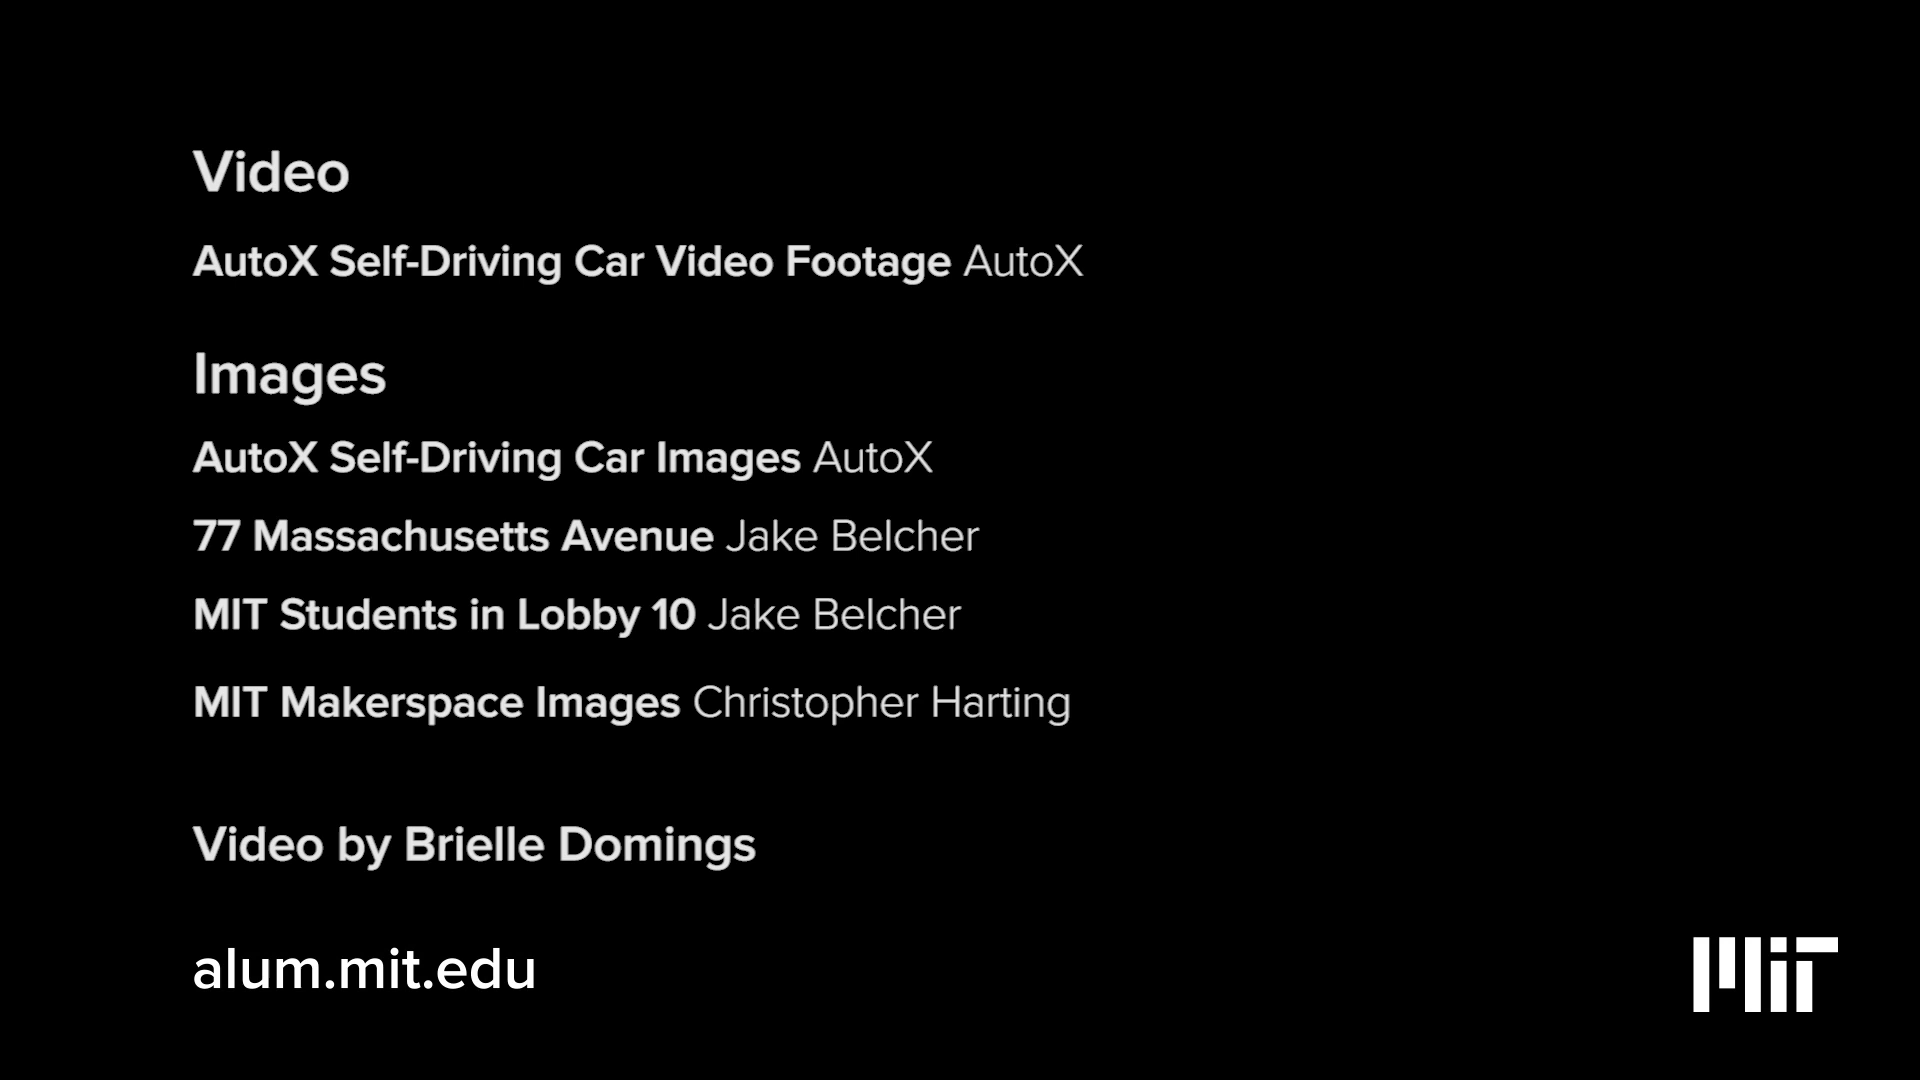 Video
AutoX Self-Driving Car Video Footage AutoX
Images
AutoX Self-Driving Car Images AutoX
77 Massachusetts Avenue Jake Belcher
MIT Students in Lobby 10 Jake Belcher
MIT Makerspace Images Christopher Harting
Video by Brielle Domings
alum.mit.edu
MIT